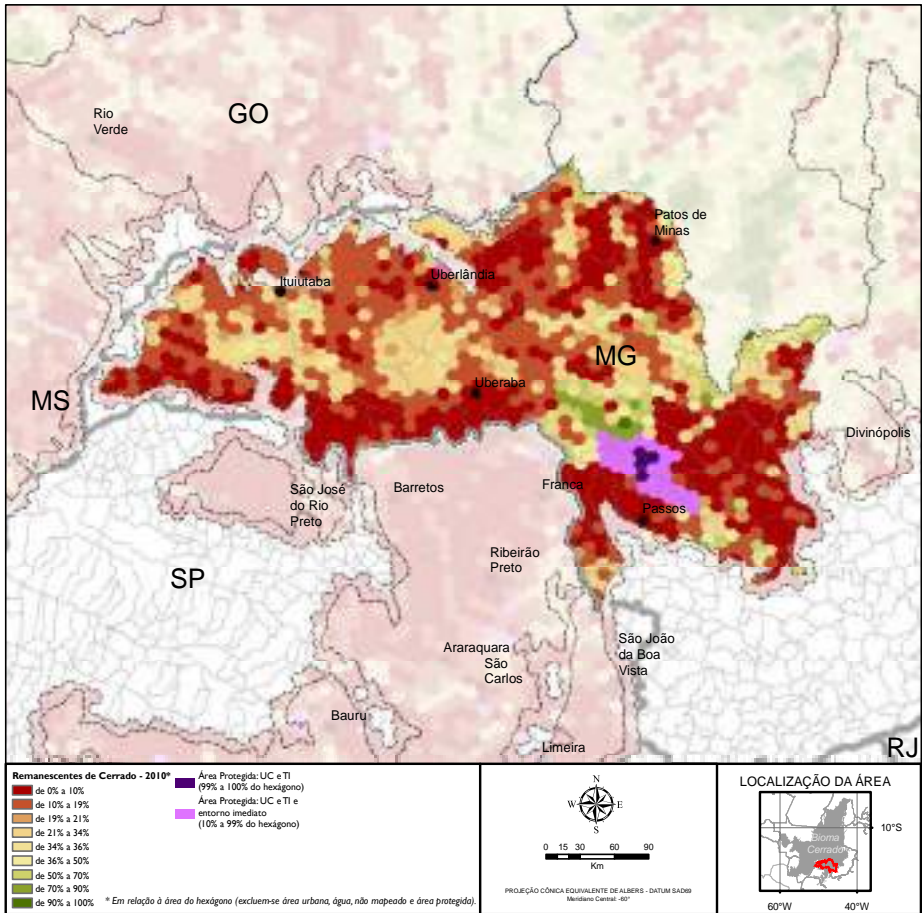 GO
Rio
Verde
Patos de
Minas
Ituiutaba
Uberlândia
MG
MS
Uberaba
Divinópolis
São José
do Rio
Preto
Barretos
Franca
Passos
Ribeirão
Preto
SP
Araraquara
São
Carlos
São João
da Boa
Vista
Bauru
Limeira
RJ
Remanescentes de Cerrado - 2010*
de 0% a 10%
de 10% a 19%
de 19% a 21%
de 21% a 34%
de 34% a 36%
de 36% a 50%
de 50% a 70%
de 70% a 90%
de 90% a 100%
Área Protegida: UC e TI
(99% a 100% do hexágono)
Área Protegida: UC e TI e
entorno imediato
(10% a 99% do hexágono)
* Em relação à área do hexágono (excluem-se área urbana, água, não mapeado e área protegida).
N
W E
S
0 15 30 60 90
Km
PROJEÇÃO CÔNICA EQUIVALENTE DE ALBERS - DATUM SAD69
Meridiano Central: -60°
LOCALIZAÇÃO DA ÁREA
Bioma
Cerrado
10°S
60°W 40°W